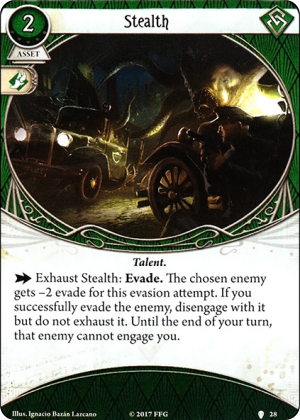 Stealth
2
ASSET
Talent.
Exhaust Stealth: Evade. The chosen enemy
gets –2 evade for this evasion attempt. If you
successfully evade the enemy, disengage with it
but do not exhaust it. Until the end of your turn,
that enemy cannot engage you.
Illus. Ignacio Bazán Lazcano
© 2017 FFG
28